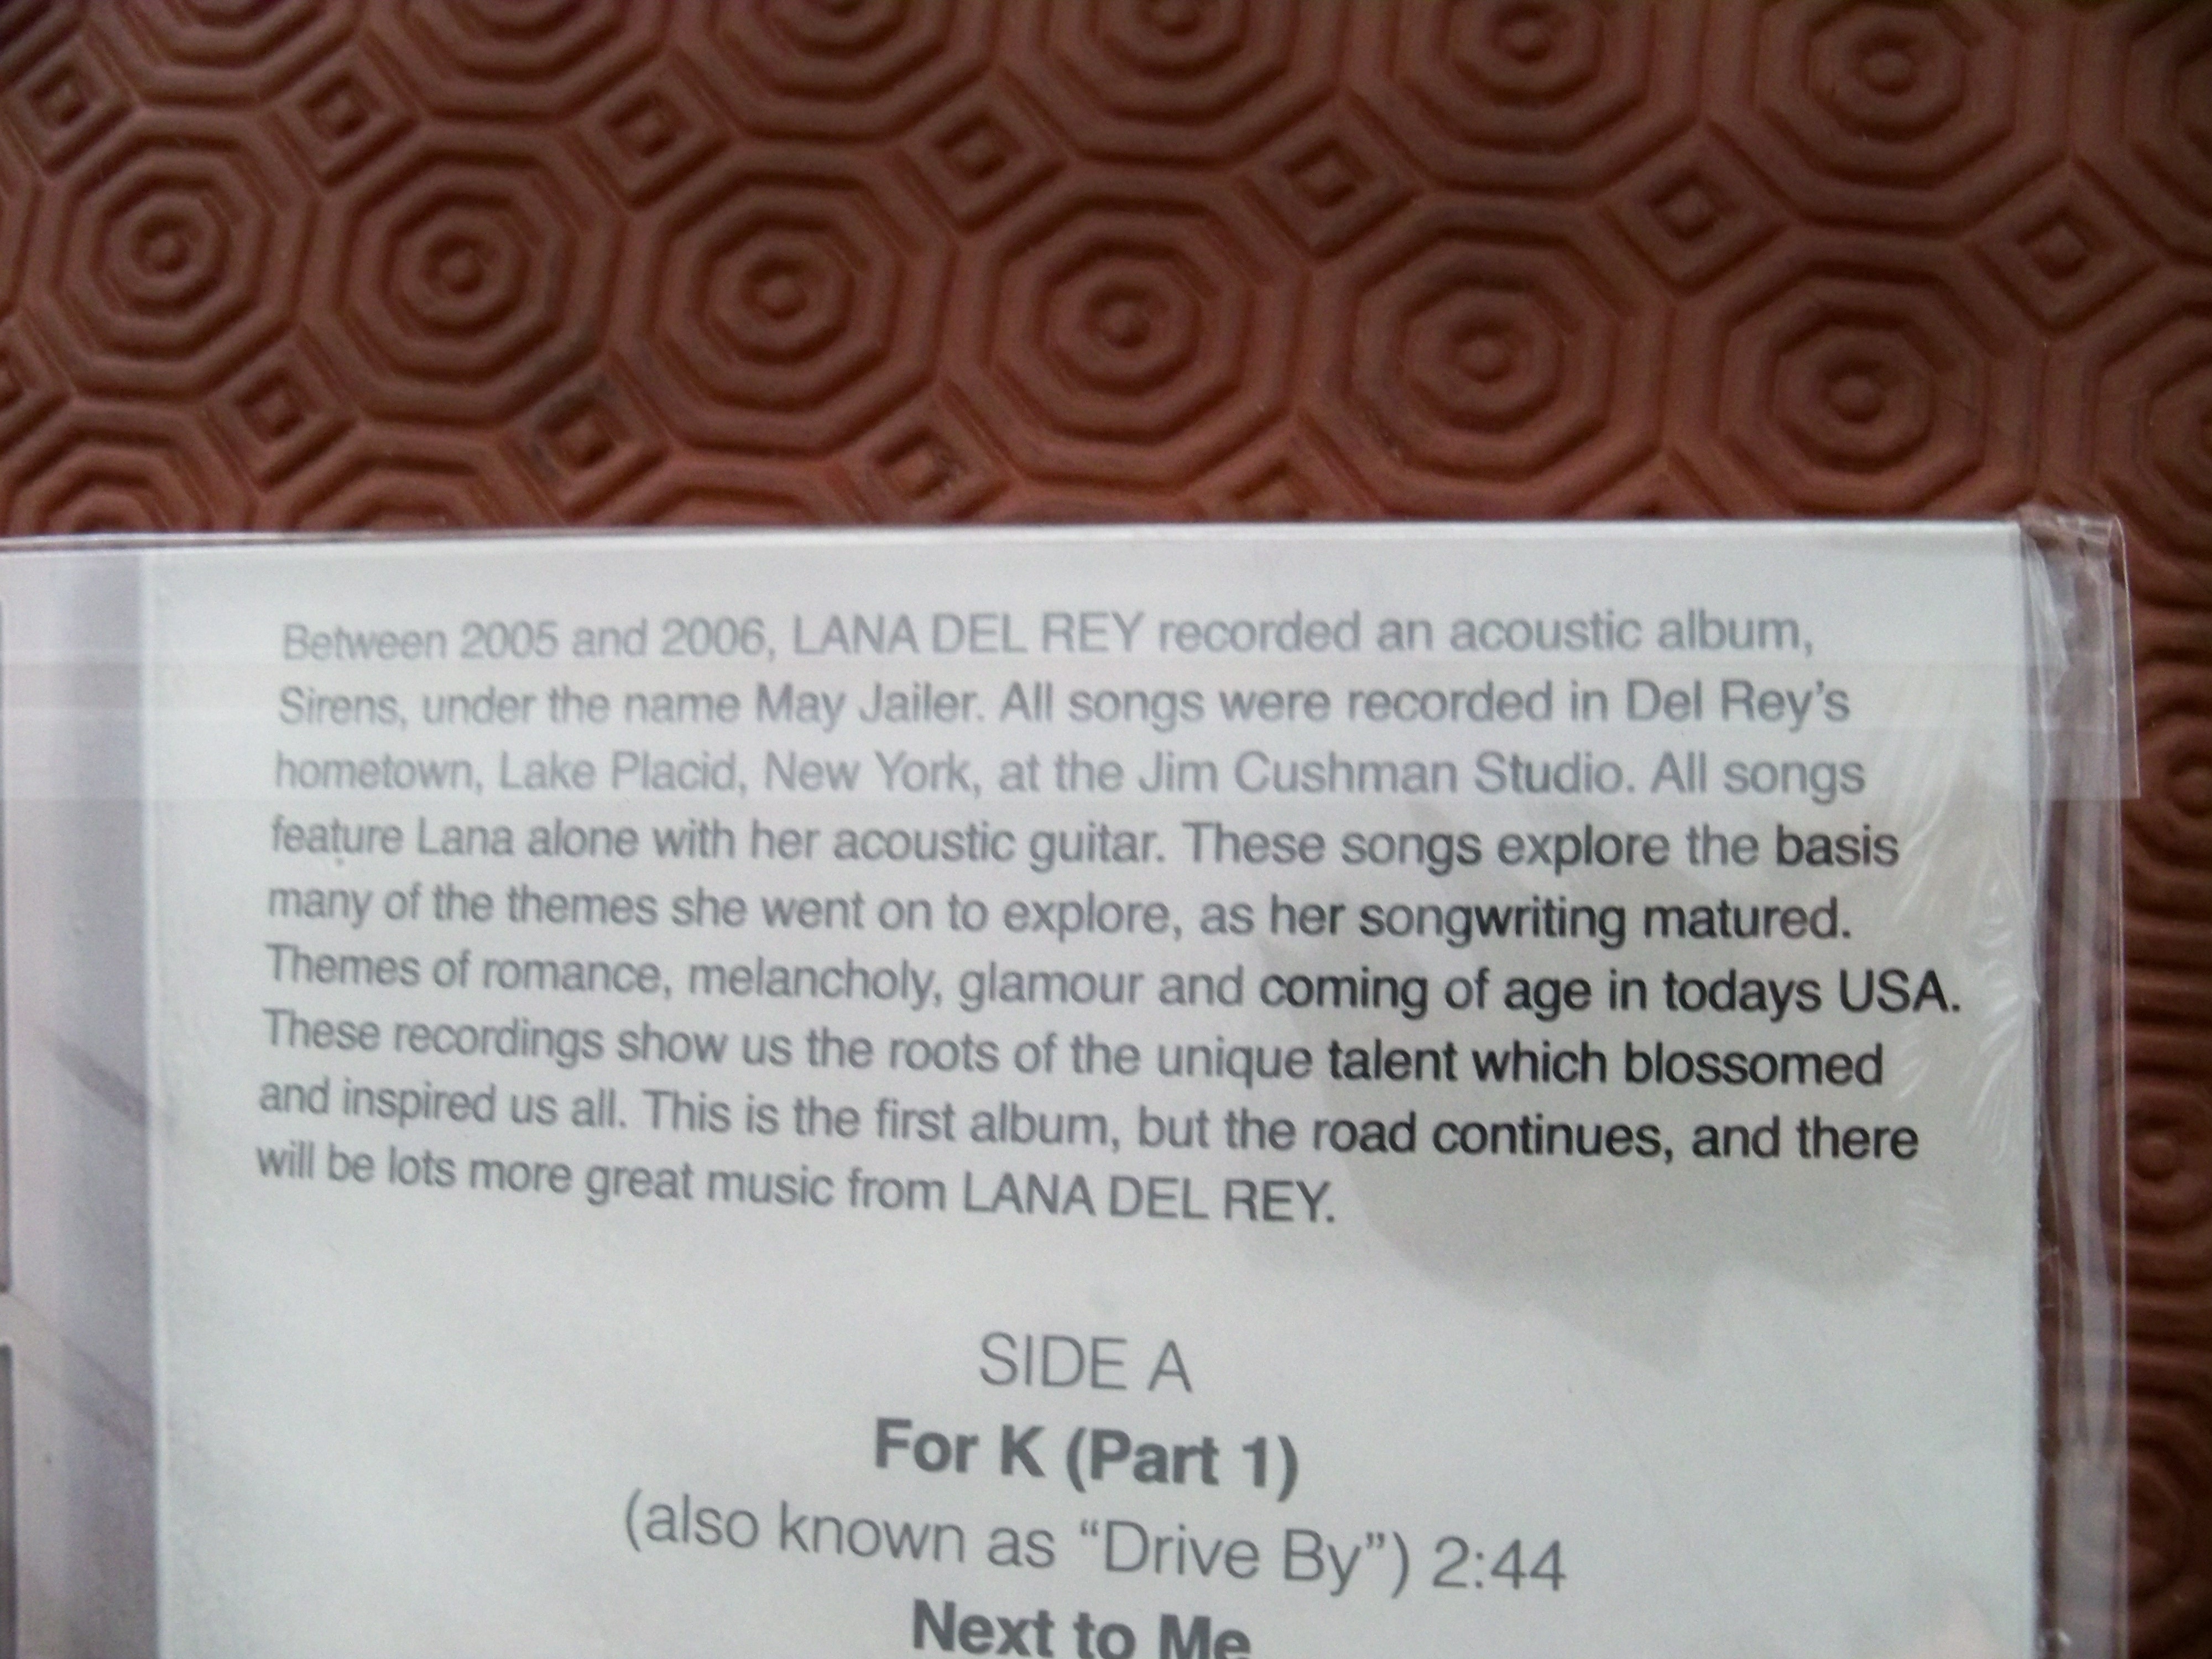 Between 2005 and 2006, LANA DEL REY recorded an acoustic album,
Sirens, under the name May Jailer. All songs were recorded in Del Rey's
hometown, Lake Placid, New York, at the Jim Cushman Studio. All songs
feature Lana alone with her acoustic guitar. These songs explore the basis
many of the themes she went on to explore, as her songwriting matured.
Themes of romance, melancholy, glamour and coming of age in todays USA.
These recordings show us the roots of the unique talent which blossomed
and inspired us all. This is the first album, but the road continues, and there
will be lots more great music from LANA DEL REY.
SIDE A
For K (Part 1)
(also known as “Drive By”) 2:44
Next to Me